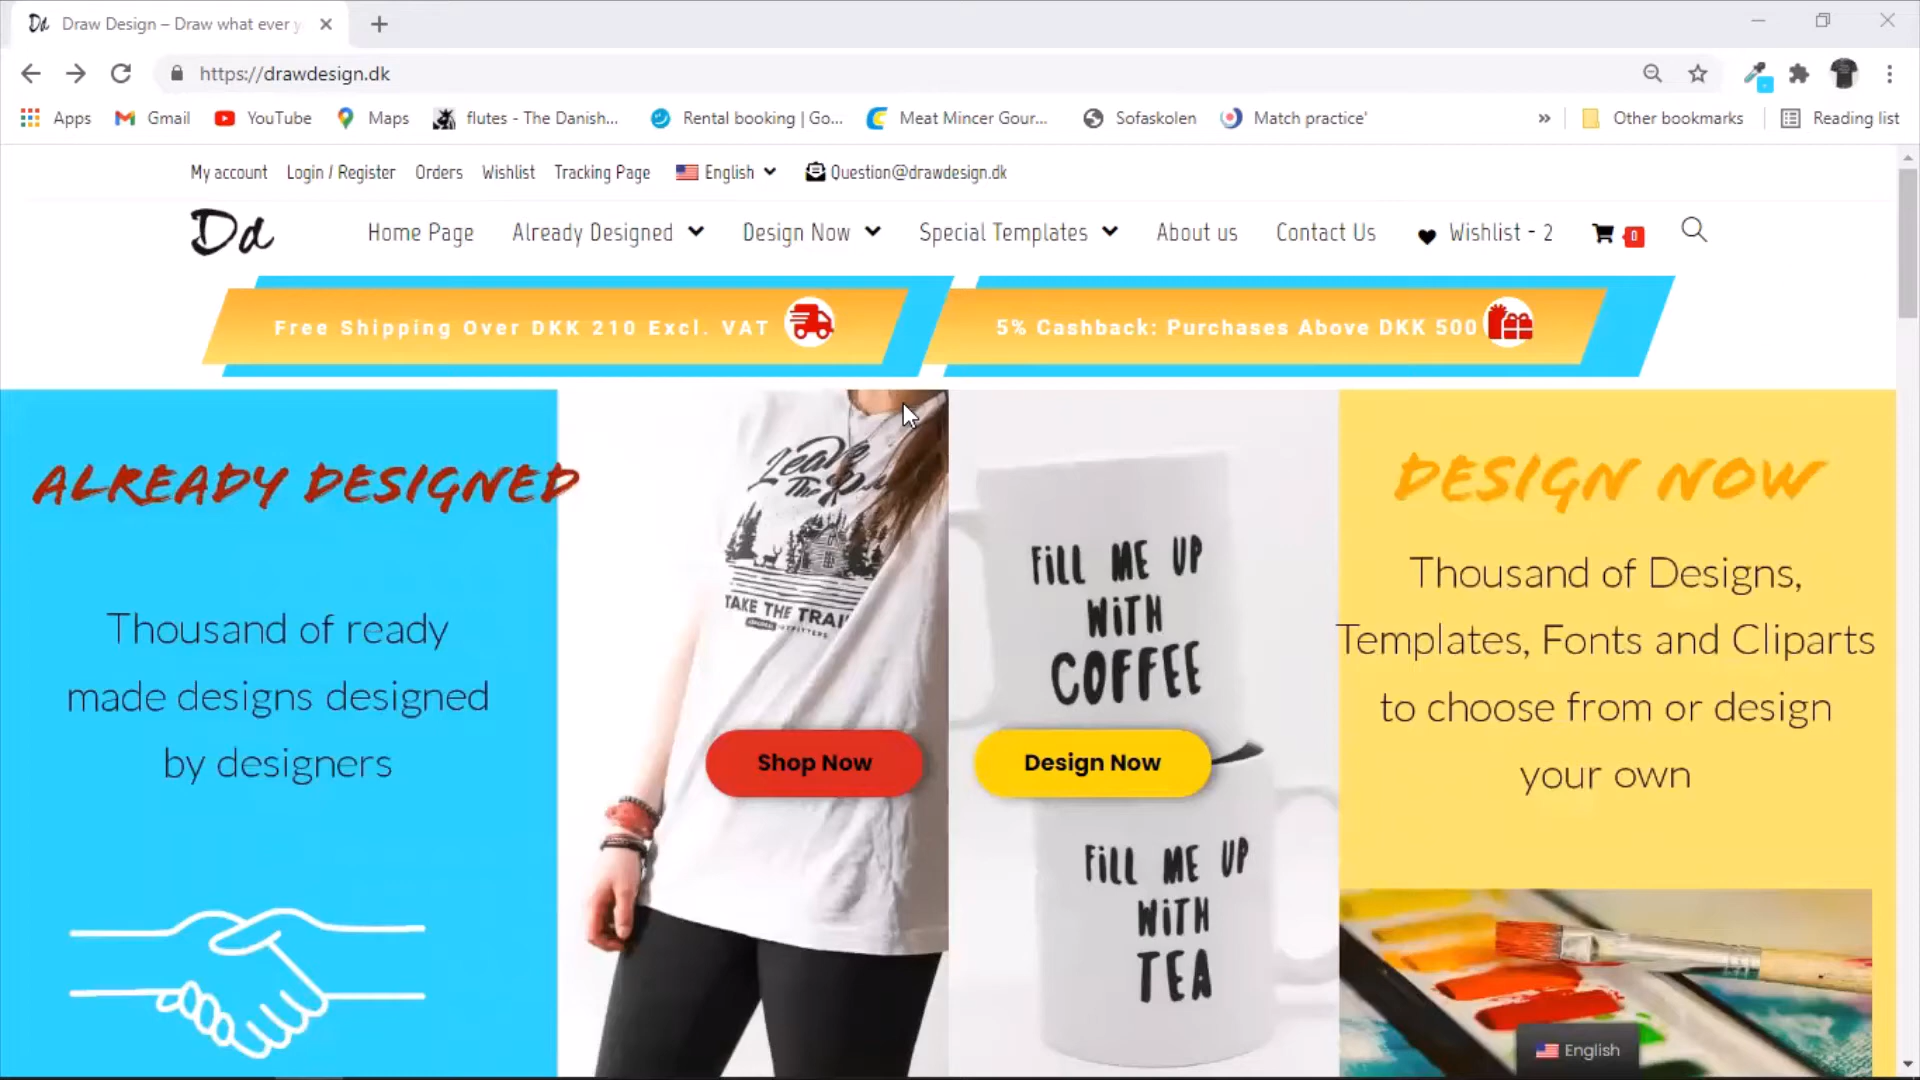 Dd Draw Design – Draw what ever y
https://drawdesign.dk
Apps Gmail YouTube Maps flutes - The Danish... Rental booking | Go... Meat Mincer Gour... Sofaskolen Match practice' » Other bookmarks Reading list
My account Login / Register Orders Wishlist Tracking Page English Question@drawdesign.dk
Dd Home Page Already Designed Design Now Special Templates About us Contact Us Wishlist - 2 0
Free Shipping Over DKK 210 Excl. VAT
5% Cashback: Purchases Above DKK 500
ALREADY DESIGNED
Thousand of ready
made designs designed
by designers
Leave
The
TAKE THE TRAI
Shop Now
FILL ME UP
WITH
COFFEE
Design Now
FILL ME UP
WITH
TEA
DESIGN NOW
Thousand of Designs,
Templates, Fonts and Cliparts
to choose from or design
your own
English